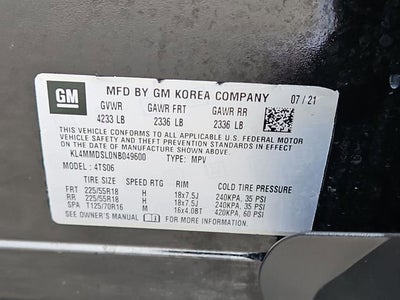 GM
MFD BY GM KOREA COMPANY 07/21
GVWR GAWR FRT GAWR RR
4233 LB 2336 LB 2336 LB
THIS VEHICLE CONFORMS TO ALL APPLICABLE U.S. FEDERAL MOTOR
VEHICLE SAFETY AND THEFT PREVENTION STANDARDS IN EFFECT
ON THE DATE OF MANUFACTURE SHOWN ABOVE.
KL4MMDSL0NB049600 TYPE: MPV
MODEL: 4TS06
TIRE SIZE SPEED RTG RIM COLD TIRE PRESSURE
FRT 225/55R18 H 18x7.5J 240KPA, 35 PSI
RR 225/55R18 H 18x7.5J 240KPA, 35 PSI
SPA T125/70R16 M 16x4.0BT 420KPA, 60 PSI
SEE OWNER'S MANUAL FOR MORE INFORMATION.